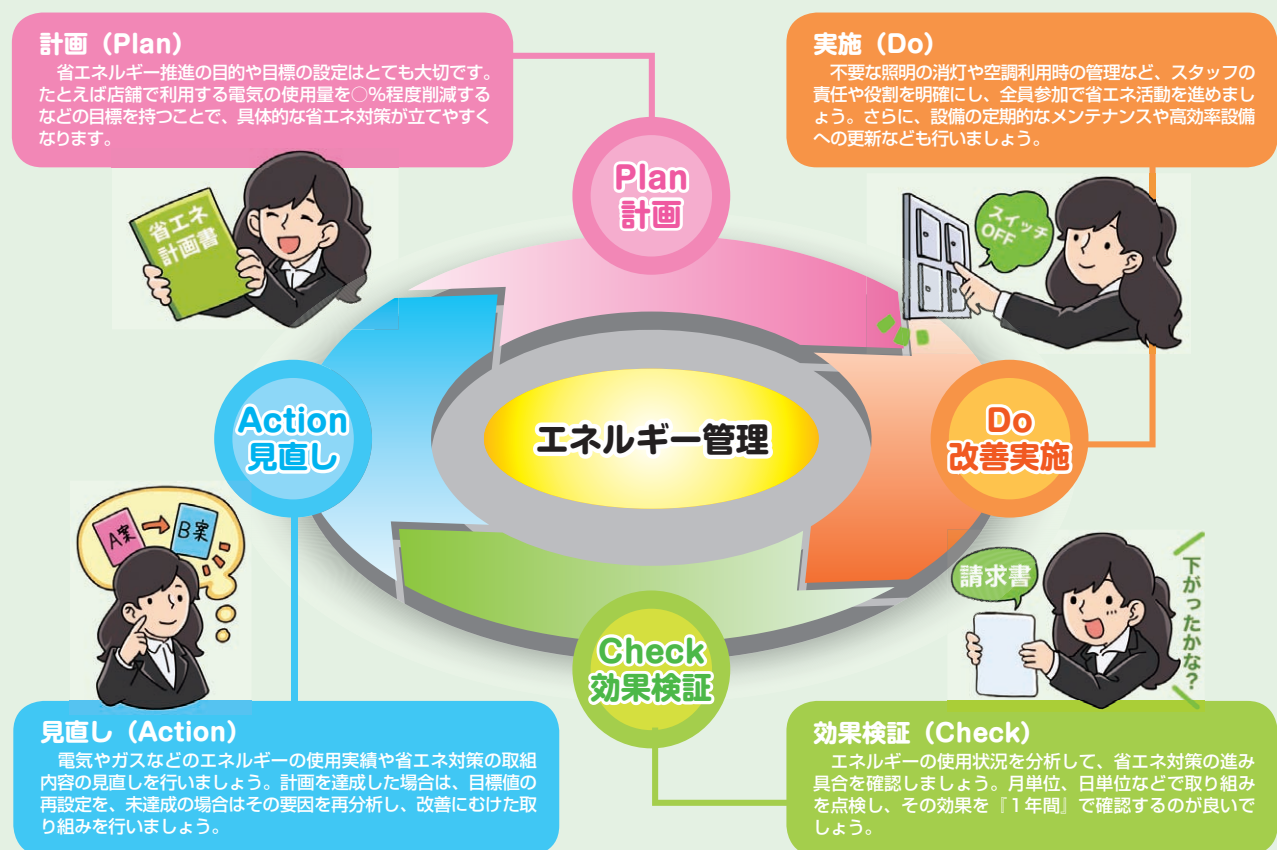 計画（Plan）
　省エネルギー推進の目的や目標の設定はとても大切です。
たとえば店舗で利用する電気の使用量を○％程度削減する
などの目標を持つことで、具体的な省エネ対策が立てやすく
なります。
実施（Do）
　不要な照明の消灯や空調利用時の管理など、スタッフの
責任や役割を明確にし、全員参加で省エネ活動を進めまし
ょう。さらに、設備の定期的なメンテナンスや高効率設備
への更新なども行いましょう。
Plan
計画
省エネ
計画書
スイッチ
OFF
Action
見直し
エネルギー管理
Do
改善実施
A案
B案
請求書
下がったかな？
Check
効果検証
見直し（Action）
　電気やガスなどのエネルギーの使用実績や省エネ対策の取組
内容の見直しを行いましょう。計画を達成した場合は、目標値の
再設定を、未達成の場合はその要因を再分析し、改善にむけた取
り組みを行いましょう。
効果検証（Check）
　エネルギーの使用状況を分析して、省エネ対策の進み
具合を確認しましょう。月単位、日単位などで取り組み
を点検し、その効果を『１年間』で確認するのが良いで
しょう。